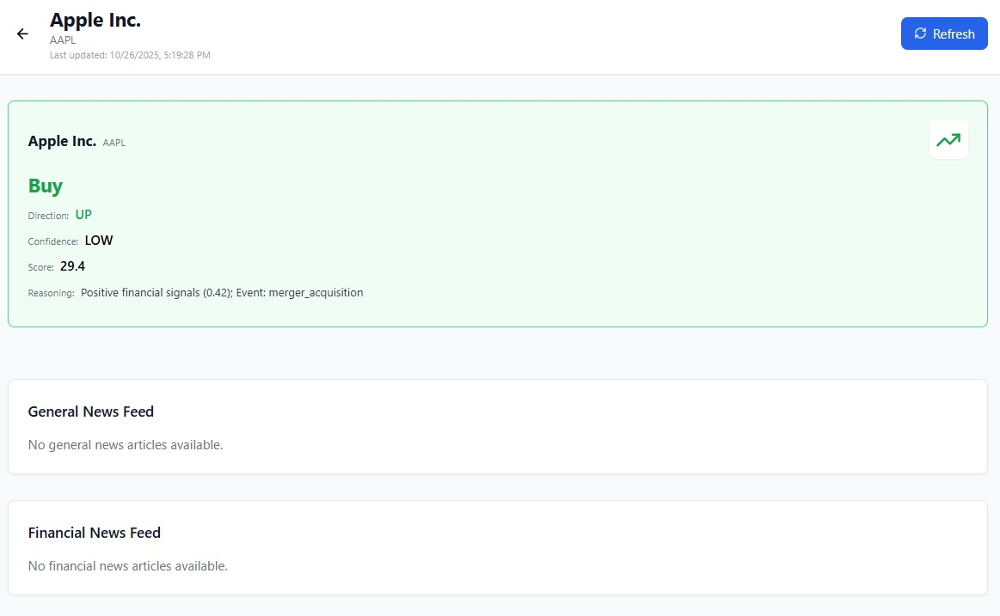 Apple Inc.
AAPL
Last updated: 10/26/2025, 5:19:28 PM
Refresh
Apple Inc. AAPL
Buy
Direction: UP
Confidence: LOW
Score: 29.4
Reasoning: Positive financial signals (0.42); Event: merger_acquisition
General News Feed
No general news articles available.
Financial News Feed
No financial news articles available.